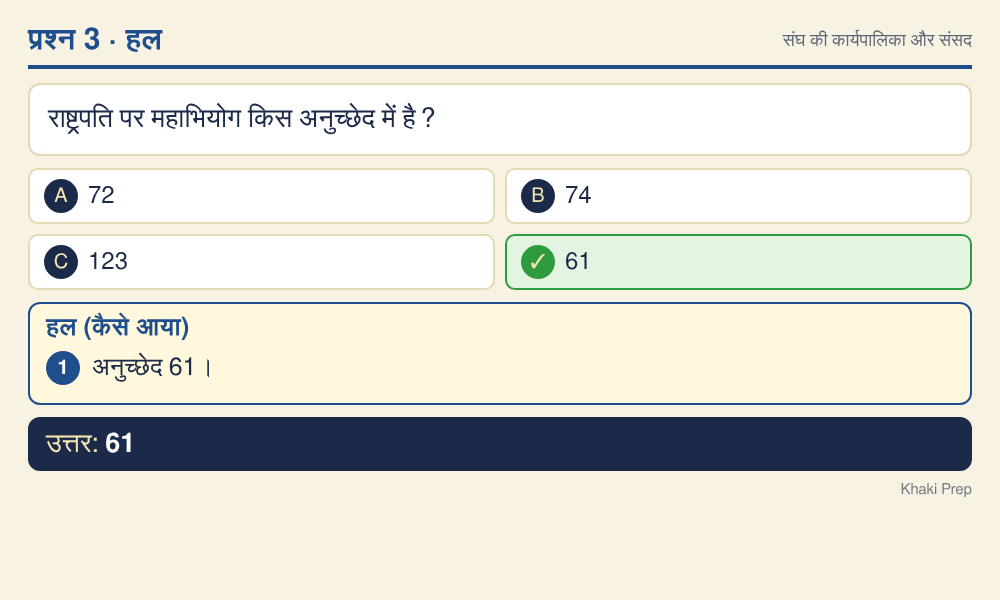 प्रश्न 3 · हल
संघ की कार्यपालिका और संसद
राष्ट्रपति पर महाभियोग किस अनुच्छेद में है ?
A 72
B 74
C 123
✓ 61
हल (कैसे आया)
1 अनुच्छेद 61 ।
उत्तर: 61
Khaki Prep